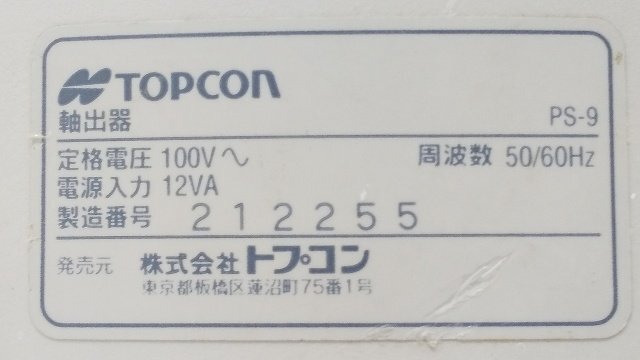 TOPCON
軸出器 PS-9
定格電圧 100V〜 周波数 50/60Hz
電源入力 12VA
製造番号 212255
発売元 株式会社トプコン
東京都板橋区蓮沼町75番1号